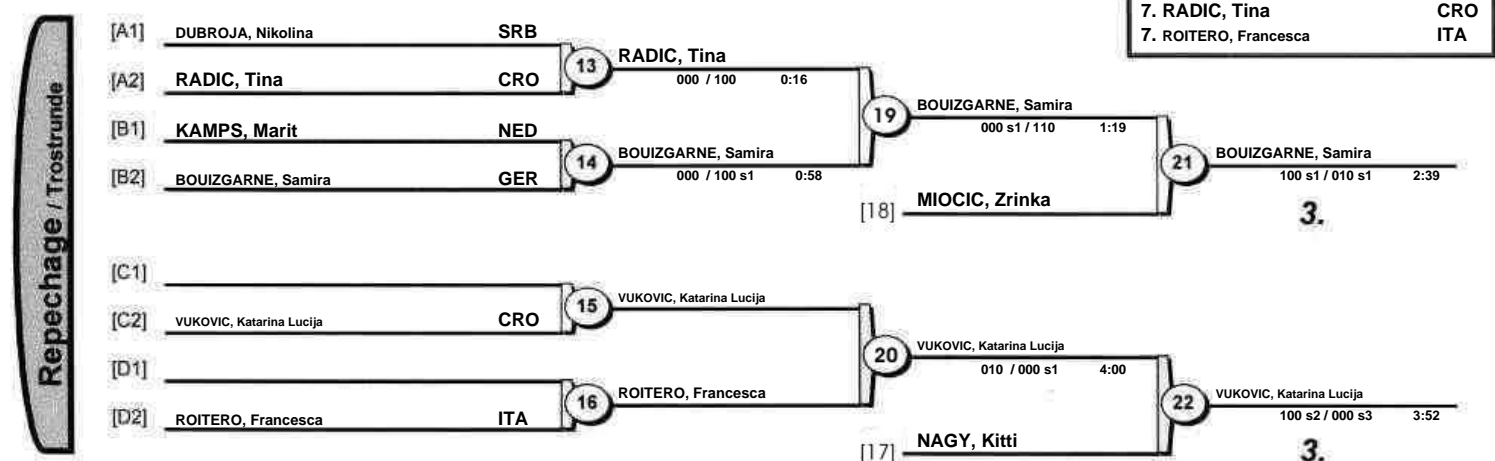 7. RADIC, Tina CRO
7. ROITERO, Francesca ITA
Repechage / Trostrunde
[A1] DUBROJA, Nikolina SRB
[A2] RADIC, Tina CRO
13 RADIC, Tina
000 / 100 0:16
[B1] KAMPS, Marit NED
[B2] BOUIZGARNE, Samira GER
14 BOUIZGARNE, Samira
000 / 100 s1 0:58
19 BOUIZGARNE, Samira
000 s1 / 110 1:19
[18] MIOCIC, Zrinka
21 BOUIZGARNE, Samira
100 s1 / 010 s1 2:39
3.
[C1]
[C2] VUKOVIC, Katarina Lucija CRO
15 VUKOVIC, Katarina Lucija
[D1]
[D2] ROITERO, Francesca ITA
16 ROITERO, Francesca
20 VUKOVIC, Katarina Lucija
010 / 000 s1 4:00
[17] NAGY, Kitti
22 VUKOVIC, Katarina Lucija
100 s2 / 000 s3 3:52
3.